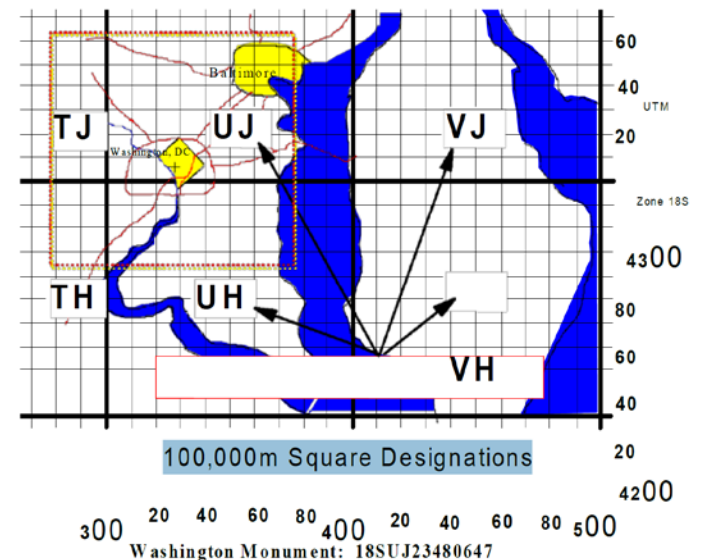 60
Baltimore
40
UTM
TJ UJ VJ
20
Washington, DC
Zone 18S
4300
TH UH
80
60
VH
40
100,000m Square Designations
20
4200
300 20 40 60 80 400 20 40 60 80 500
Washington Monument: 18SUJ23480647